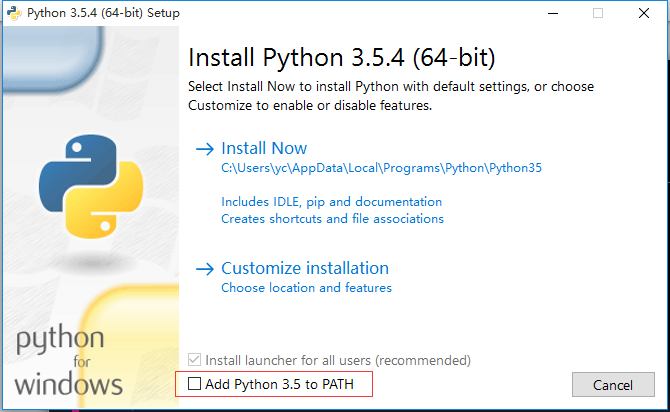 Python 3.5.4 (64-bit) Setup
Install Python 3.5.4 (64-bit)
Select Install Now to install Python with default settings, or choose
Customize to enable or disable features.
Install Now
C:\Users\yc\AppData\Local\Programs\Python\Python35
Includes IDLE, pip and documentation
Creates shortcuts and file associations
Customize installation
Choose location and features
python
for
windows
Install launcher for all users (recommended)
Add Python 3.5 to PATH
Cancel